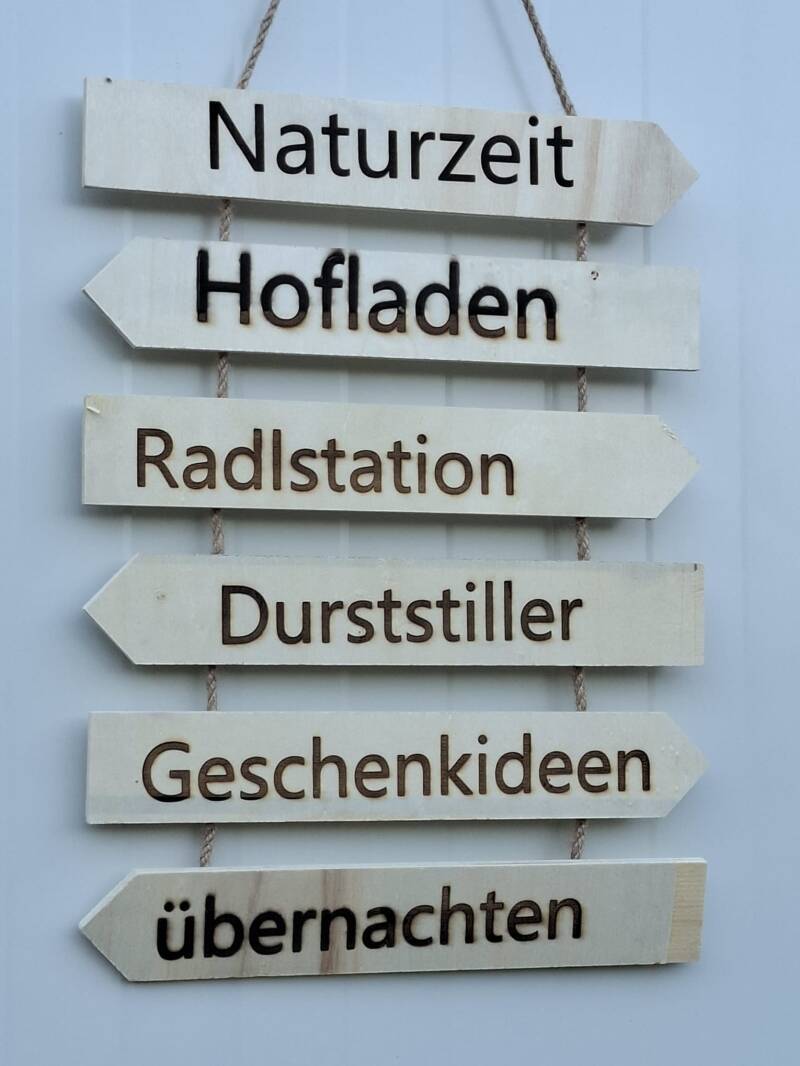 Naturzeit
Hofladen
Radlstation
Durststiller
Geschenkideen
übernachten